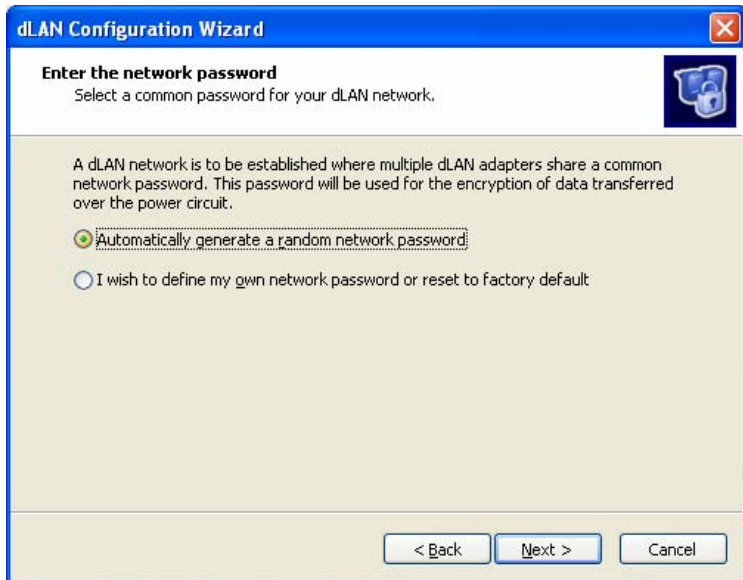 dLAN Configuration Wizard
Enter the network password
Select a common password for your dLAN network.
A dLAN network is to be established where multiple dLAN adapters share a common
network password. This password will be used for the encryption of data transferred
over the power circuit.
Automatically generate a random network password
I wish to define my own network password or reset to factory default
< Back Next > Cancel